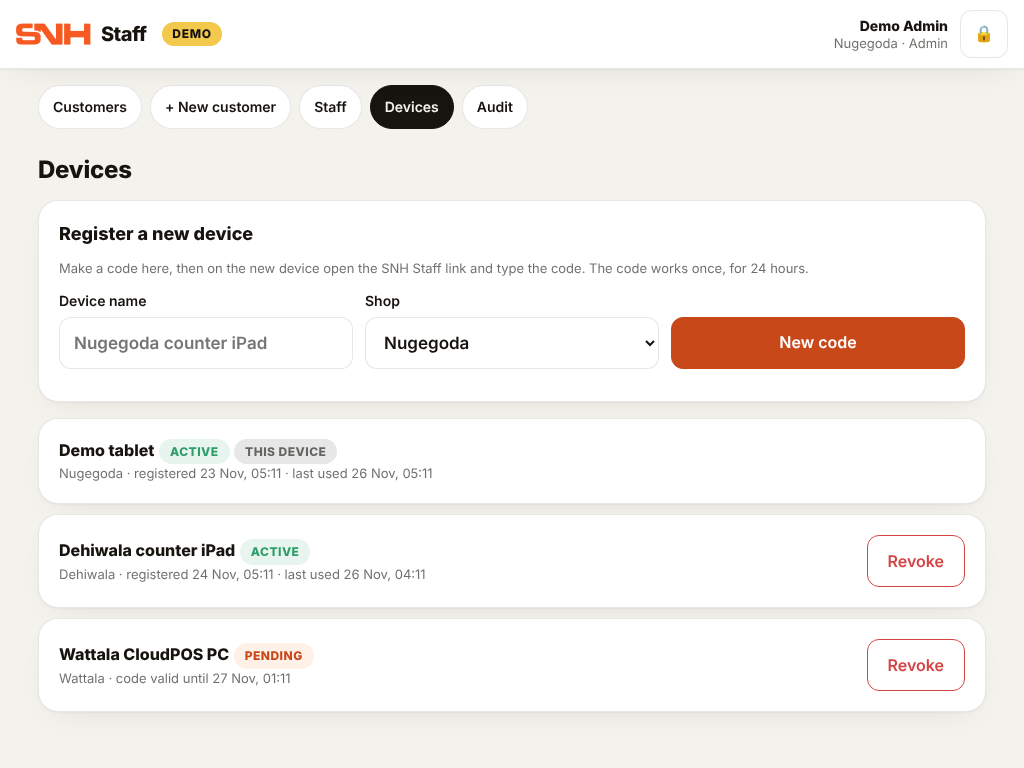 SNH Staff DEMO
Demo Admin
Nugegoda · Admin
Customers + New customer Staff Devices Audit
Devices
Register a new device
Make a code here, then on the new device open the SNH Staff link and type the code. The code works once, for 24 hours.
Device name Shop
Nugegoda counter iPad Nugegoda New code
Demo tablet ACTIVE THIS DEVICE
Nugegoda · registered 23 Nov, 05:11 · last used 26 Nov, 05:11
Dehiwala counter iPad ACTIVE
Dehiwala · registered 24 Nov, 05:11 · last used 26 Nov, 04:11
Revoke
Wattala CloudPOS PC PENDING
Wattala · code valid until 27 Nov, 01:11
Revoke